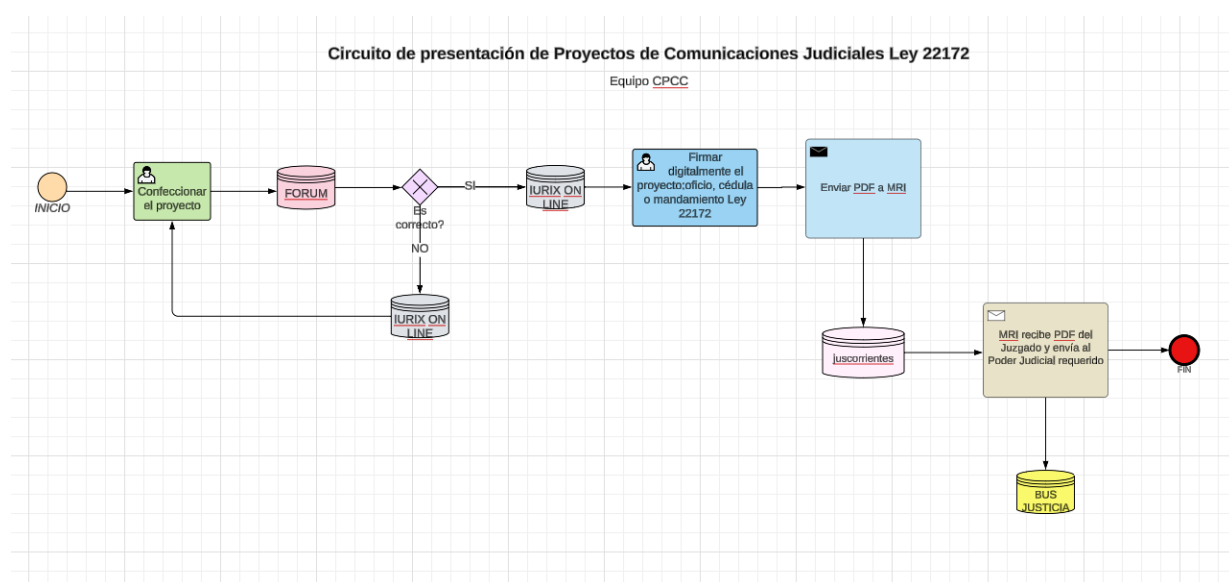 Circuito de presentación de Proyectos de Comunicaciones Judiciales Ley 22172
Equipo CPCC
INICIO
Confeccionar
el proyecto
FORUM
Es
correcto?
SI
NO
IURIX ON
LINE
IURIX ON
LINE
Firmar
digitalmente el
proyecto;oficio, cédula
o mandamiento Ley
22172
Enviar PDF a MRI
juscorrientes
MRI recibe PDF del
Juzgado y envía al
Poder Judicial requerido
FIN
BUS
JUSTICIA